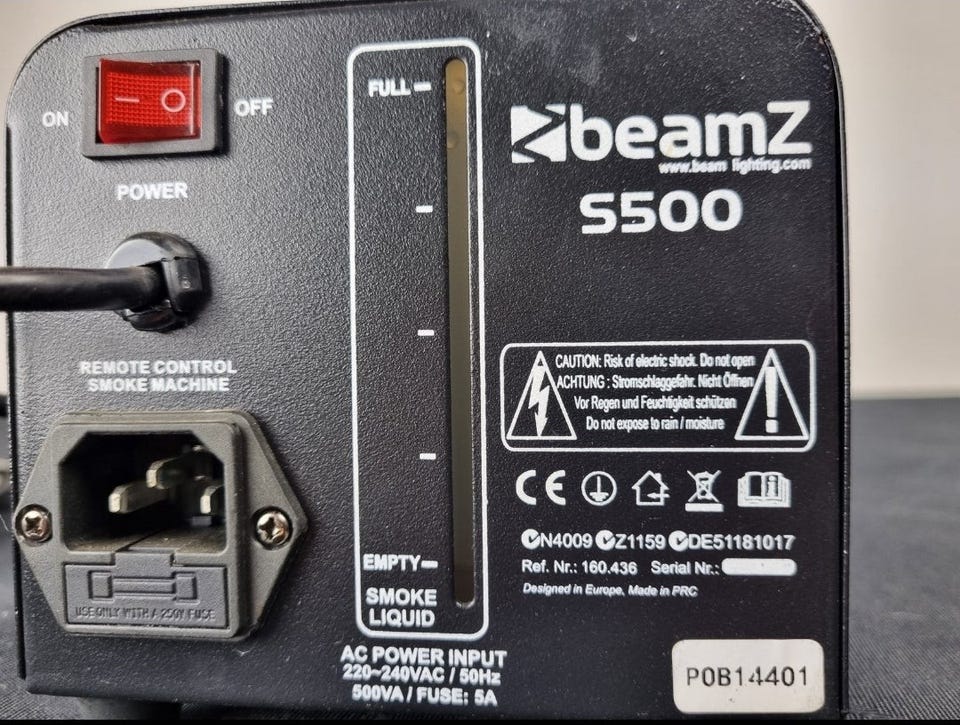 ON
— O
OFF
POWER
REMOTE CONTROL
SMOKE MACHINE
USE ONLY WITH A 250V FUSE
FULL
EMPTY
SMOKE
LIQUID
AC POWER INPUT
220~240VAC / 50Hz
500VA / FUSE: 5A
beamZ
www.beam lighting.com
S500
CAUTION: Risk of electric shock. Do not open
ACHTUNG : Stromschlaggefahr. Nicht Öffnen
Vor Regen und Feuchtigkeit schützen
Do not expose to rain / moisture
CE
N4009 Z1159 DE51181017
Ref. Nr.: 160.436 Serial Nr.:
Designed in Europe, Made in PRC
P0B14401